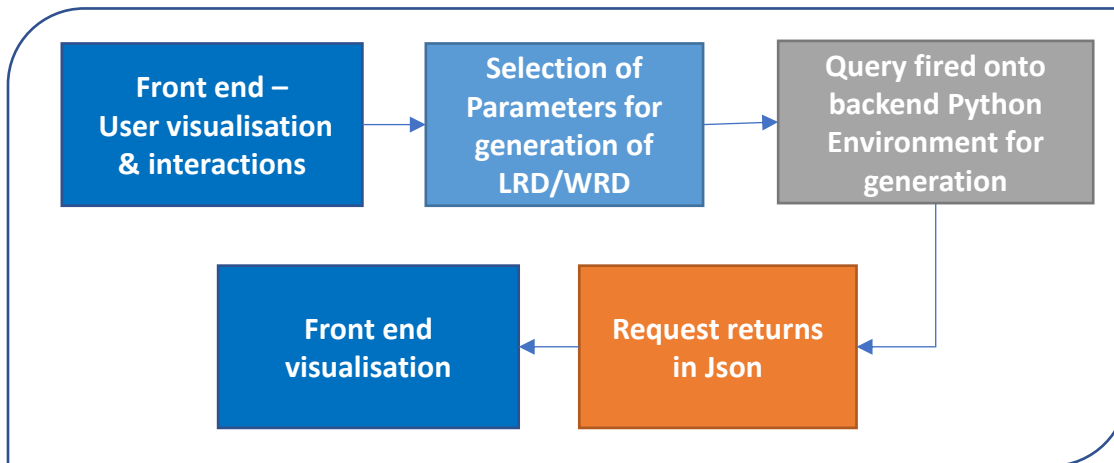 Front end –
User visualisation
& interactions
Selection of
Parameters for
generation of
LRD/WRD
Query fired onto
backend Python
Environment for
generation
Front end
visualisation
Request returns
in Json